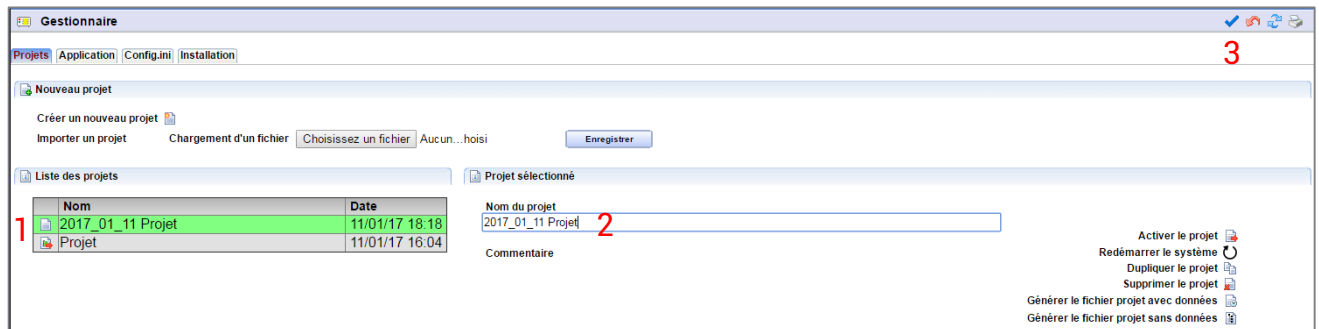 Gestionnaire
3
Projets Application Config.ini Installation
Nouveau projet
Créer un nouveau projet
Importer un projet Chargement d'un fichier Choisissez un fichier Aucun...hoisi Enregistrer
Liste des projets
Projet sélectionné
Nom Date
1 2017_01_11 Projet 11/01/17 18:18
Projet 11/01/17 16:04
Nom du projet
2017_01_11 Projet 2
Commentaire
Activer le projet
Redémarrer le système
Dupliquer le projet
Supprimer le projet
Générer le fichier projet avec données
Générer le fichier projet sans données